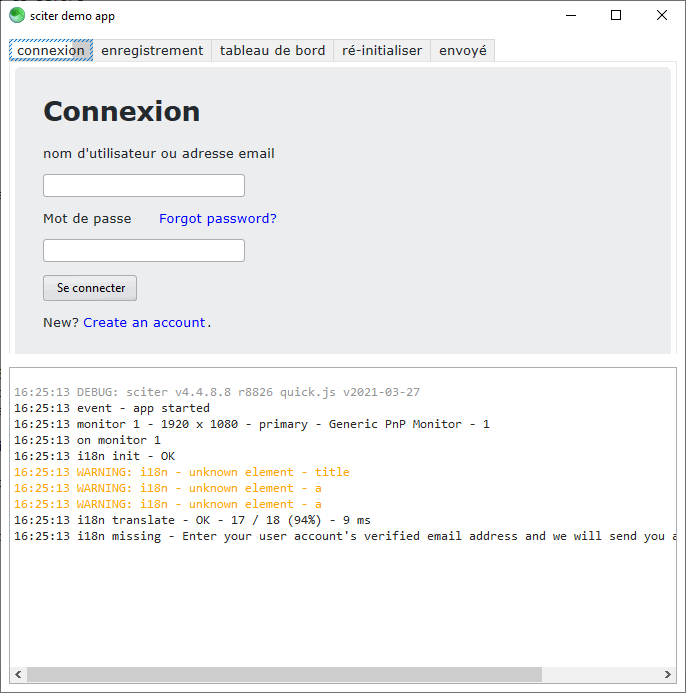 sciter demo app
connexion enregistrement tableau de bord ré-initialiser envoyé
Connexion
nom d'utilisateur ou adresse email
Mot de passe Forgot password?
Se connecter
New? Create an account.
16:25:13 DEBUG: sciter v4.4.8.8 r8826 quick.js v2021-03-27
16:25:13 event - app started
16:25:13 monitor 1 - 1920 x 1080 - primary - Generic PnP Monitor - 1
16:25:13 on monitor 1
16:25:13 i18n init - OK
16:25:13 WARNING: i18n - unknown element - title
16:25:13 WARNING: i18n - unknown element - a
16:25:13 WARNING: i18n - unknown element - a
16:25:13 i18n translate - OK - 17 / 18 (94%) - 9 ms
16:25:13 i18n missing - Enter your user account's verified email address and we will send you a